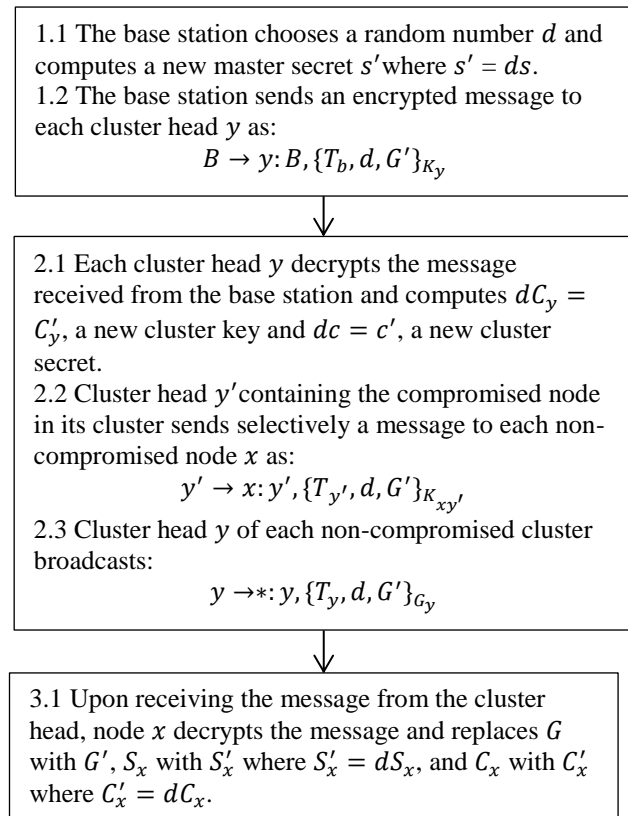 1.1 The base station chooses a random number d and
computes a new master secret s′where s′ = ds.
1.2 The base station sends an encrypted message to
each cluster head y as:
B → y: B, {T_b, d, G′}_{K_y}
2.1 Each cluster head y decrypts the message
received from the base station and computes dC_y =
C′_y, a new cluster key and dc = c′, a new cluster
secret.
2.2 Cluster head y′containing the compromised node
in its cluster sends selectively a message to each non-
compromised node x as:
y′ → x: y′, {T_{y′}, d, G′}_{K_{xy′}}
2.3 Cluster head y of each non-compromised cluster
broadcasts:
y →∗: y, {T_y, d, G′}_{G_y}
3.1 Upon receiving the message from the cluster
head, node x decrypts the message and replaces G
with G′, S_x with S′_x where S′_x = dS_x, and C_x with C′_x
where C′_x = dC_x.